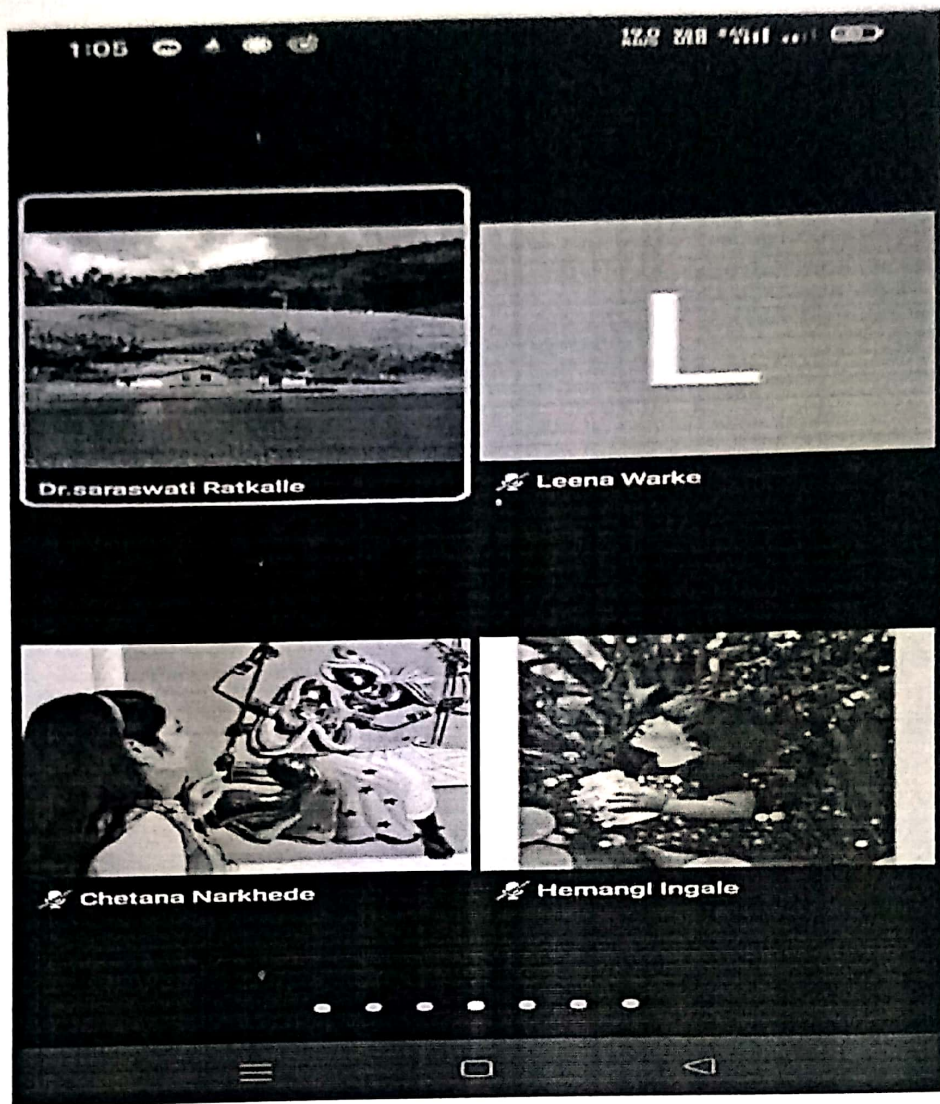 1:05
Dr.saraswati Ratkalle
L
Leena Warke
Chetana Narkhede
Hemangi Ingale